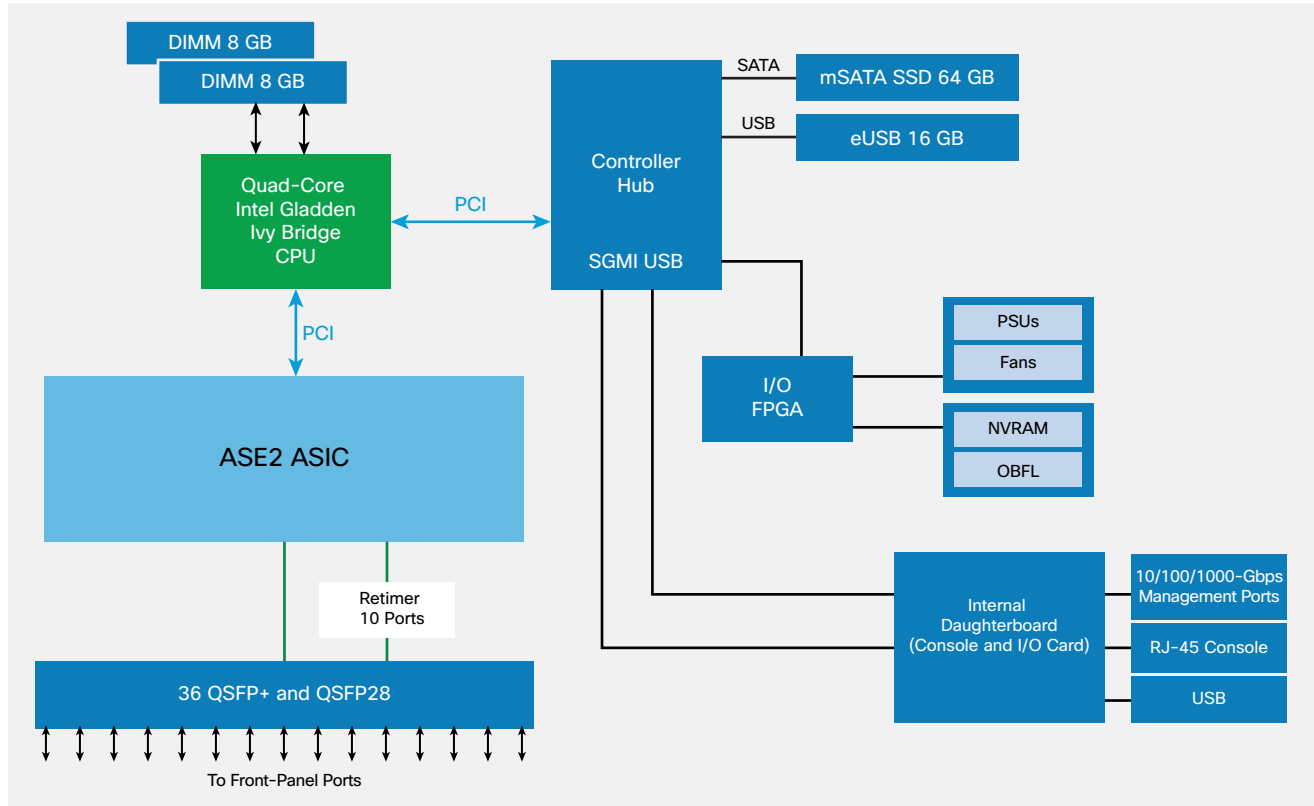 DIMM 8 GB
DIMM 8 GB
Quad-Core
Intel Gladden
Ivy Bridge
CPU
PCI
PCI
ASE2 ASIC
Retimer
10 Ports
36 QSFP+ and QSFP28
To Front-Panel Ports
Controller
Hub
SGMI USB
SATA
mSATA SSD 64 GB
USB
eUSB 16 GB
I/O
FPGA
PSUs
Fans
NVRAM
OBFL
Internal
Daughterboard
(Console and I/O Card)
10/100/1000-Gbps
Management Ports
RJ-45 Console
USB